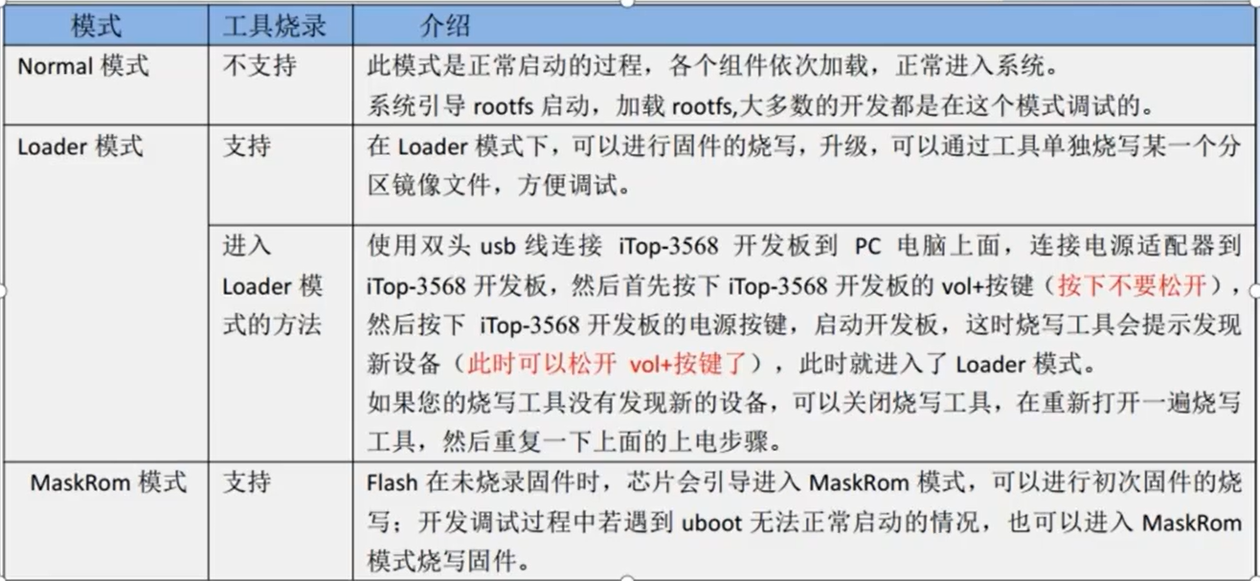 模式 工具烧录 介绍
Normal 模式 不支持 此模式是正常启动的过程，各个组件依次加载，正常进入系统。
系统引导 rootfs 启动，加载 rootfs,大多数的开发都是在这个模式调试的。
Loader 模式 支持 在 Loader 模式下，可以进行固件的烧写，升级，可以通过工具单独烧写某一个分
区镜像文件，方便调试。
进入
Loader 模
式的方法
使用双头 usb 线连接 iTop-3568 开发板到 PC 电脑上面，连接电源适配器到
iTop-3568 开发板，然后首先按下 iTop-3568 开发板的 vol+按键（按下不要松开），
然后按下 iTop-3568 开发板的电源按键，启动开发板，这时烧写工具会提示发现
新设备（此时可以松开 vol+按键了），此时就进入了 Loader 模式。
如果您的烧写工具没有发现新的设备，可以关闭烧写工具，在重新打开一遍烧写
工具，然后重复一下上面的上电步骤。
MaskRom 模式 支持 Flash 在未烧录固件时，芯片会引导进入 MaskRom 模式，可以进行初次固件的烧
写；开发调试过程中若遇到 uboot 无法正常启动的情况，也可以进入 MaskRom
模式烧写固件。